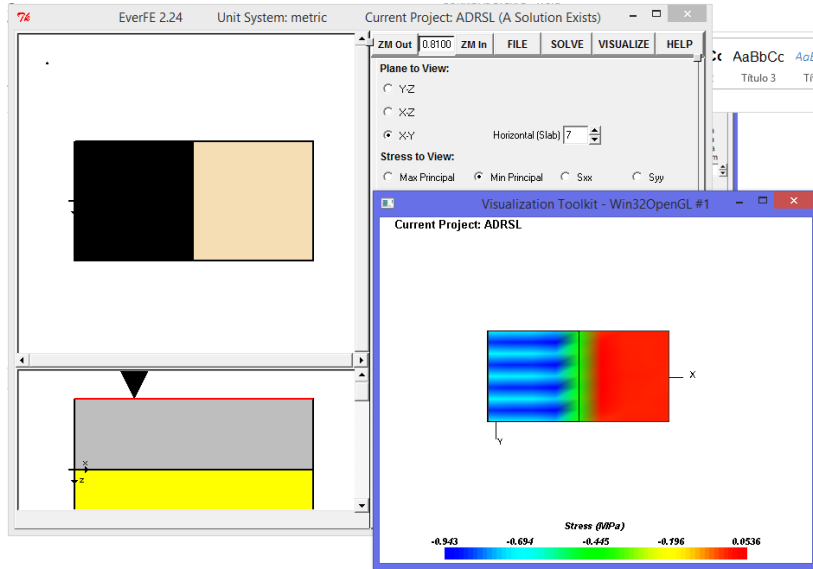 EverFE 2.24 Unit System: metric Current Project: ADRSL (A Solution Exists)
ZM Out 0.8100 ZM In FILE SOLVE VISUALIZE HELP
AaBbCc
Título 3
Plane to View:
Y-Z
X-Z
X-Y Horizontal (Slab) 7
Stress to View:
Max Principal Min Principal Sxx Syy
Visualization Toolkit - Win32OpenGL #1
Current Project: ADRSL
X
Y
x
z
Stress (MPa)
-0.943 -0.694 -0.445 -0.196 0.0536